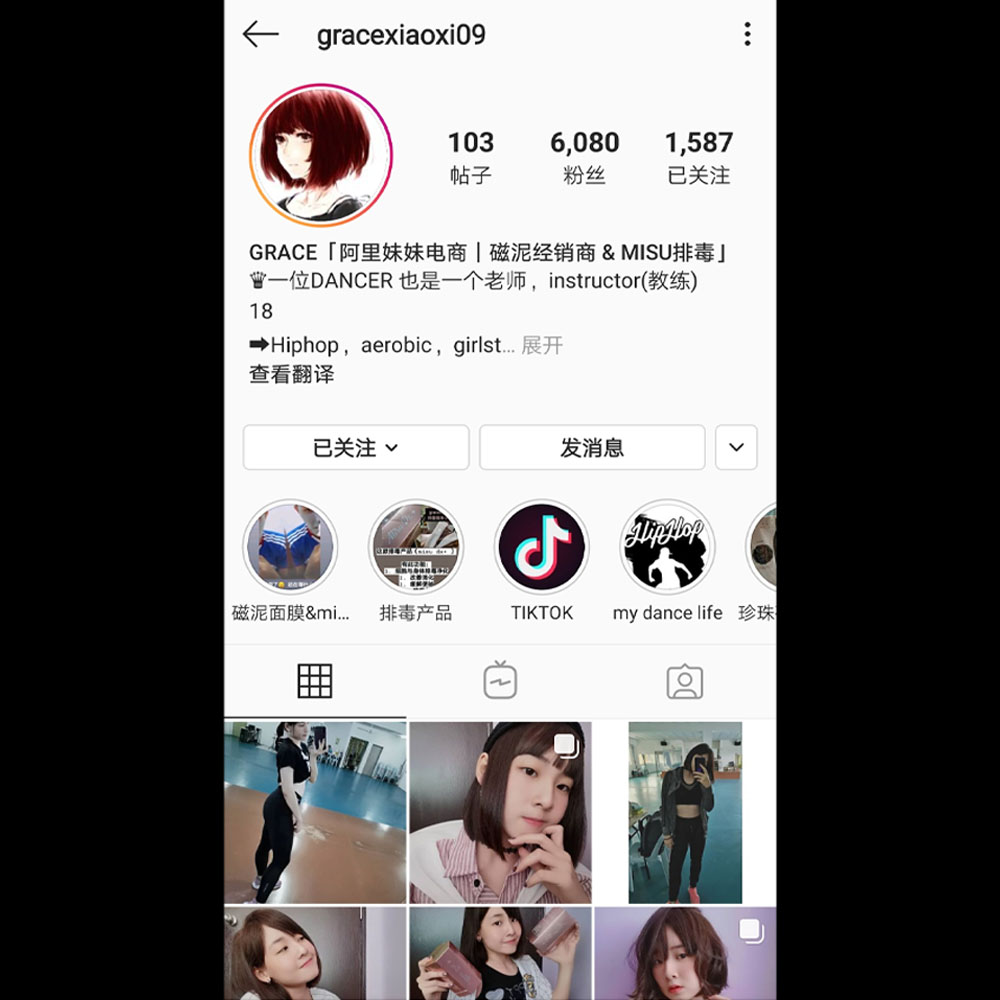 gracexiaoxi09
103 6,080 1,587
帖子 粉丝 已关注
GRACE「阿里妹妹电商｜磁泥经销商 & MISU排毒」
♛一位DANCER 也是一个老师，instructor(教练)
18
➡Hiphop，aerobic，girlst... 展开
查看翻译
已关注 发消息
HipHop
磁泥面膜&mi... 排毒产品 TIKTOK my dance life 珍珠